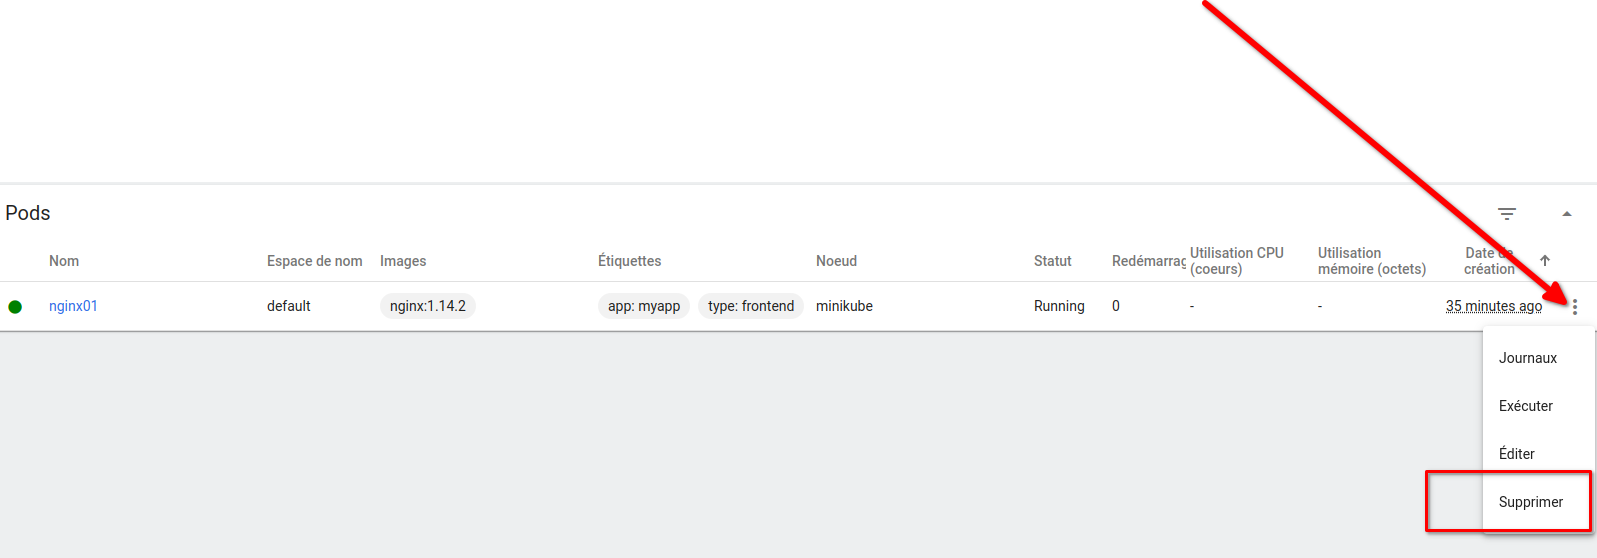 Pods
Nom Espace de nom Images Étiquettes Noeud Statut Redémarrag Utilisation CPU (coeurs) Utilisation mémoire (octets) Date de création
nginx01 default nginx:1.14.2 app: myapp type: frontend minikube Running 0 - - 35 minutes ago
Journaux
Exécuter
Éditer
Supprimer